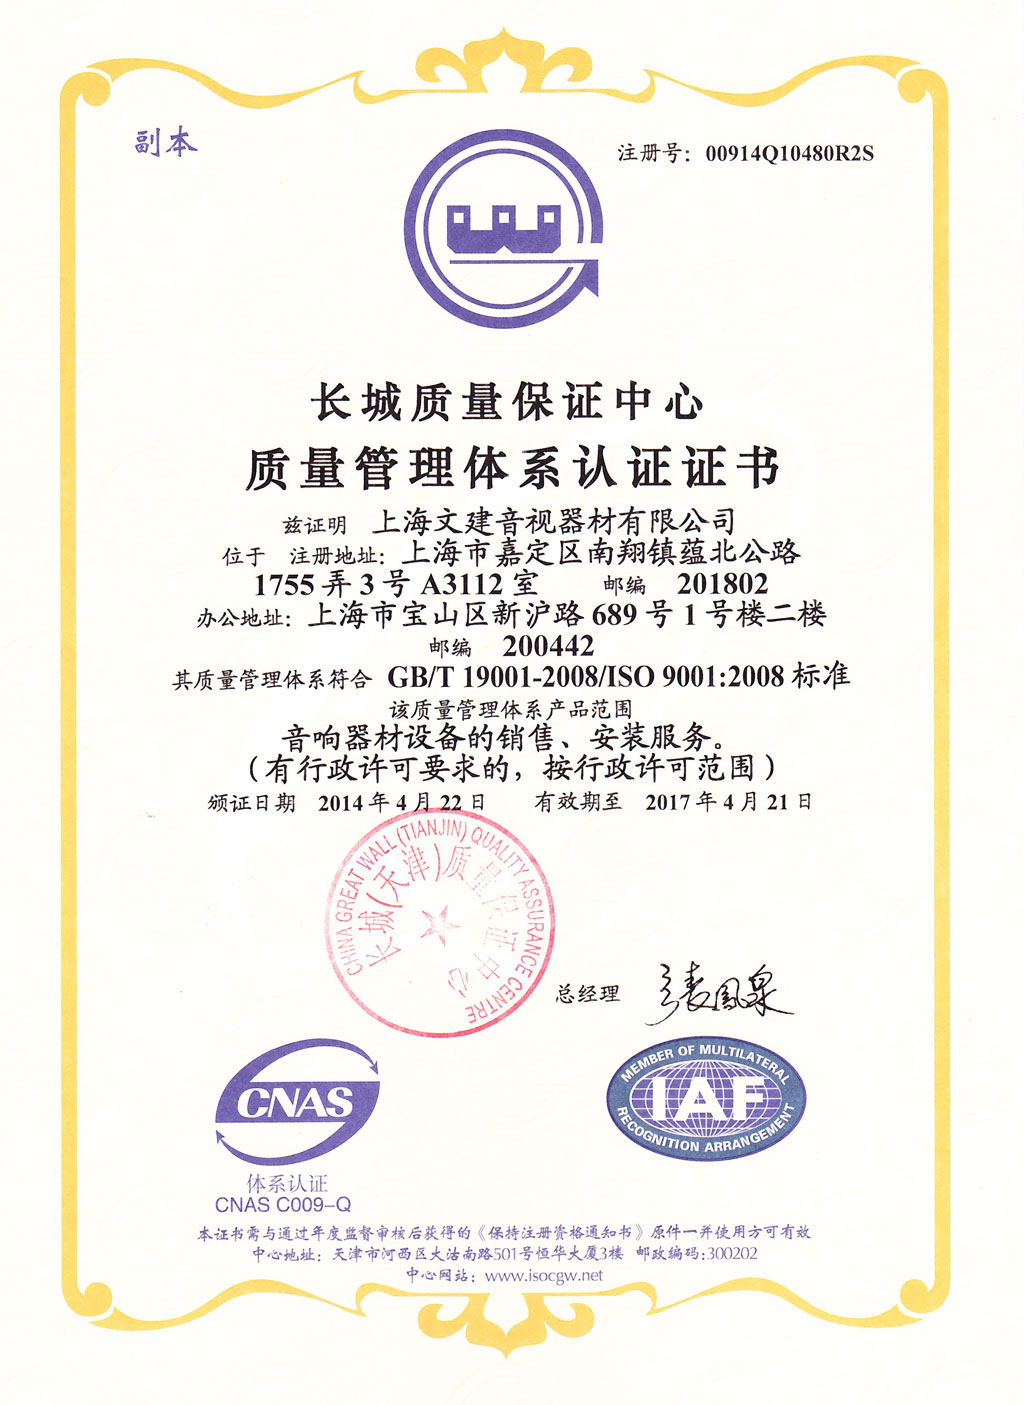 副本
注册号：00914Q10480R2S
长城质量保证中心
质量管理体系认证证书
兹证明 上海文建音视器材有限公司
位于 注册地址：上海市嘉定区南翔镇蕴北公路
1755弄3号A3112室 邮编 201802
办公地址：上海市宝山区新沪路689号1号楼二楼
邮编 200442
其质量管理体系符合 GB/T 19001-2008/ISO 9001:2008标准
该质量管理体系产品范围
音响器材设备的销售、安装服务。
（有行政许可要求的，按行政许可范围）
颁证日期 2014年4月22日 有效期至 2017年4月21日
CHINA GREAT WALL (TIANJIN) QUALITY ASSURANCE CENTRE
长城(天津)质量保证中心
总经理
CNAS
MEMBER OF MULTILATERAL
IAF
RECOGNITION ARRANGEMENT
体系认证
CNAS C009-Q
本证书需与通过年度监督审核后获得的《保持注册资格通知书》原件一并使用方可有效
中心地址：天津市河西区大沽南路501号恒华大厦3楼 邮政编码:300202
中心网站：www.isocgw.net